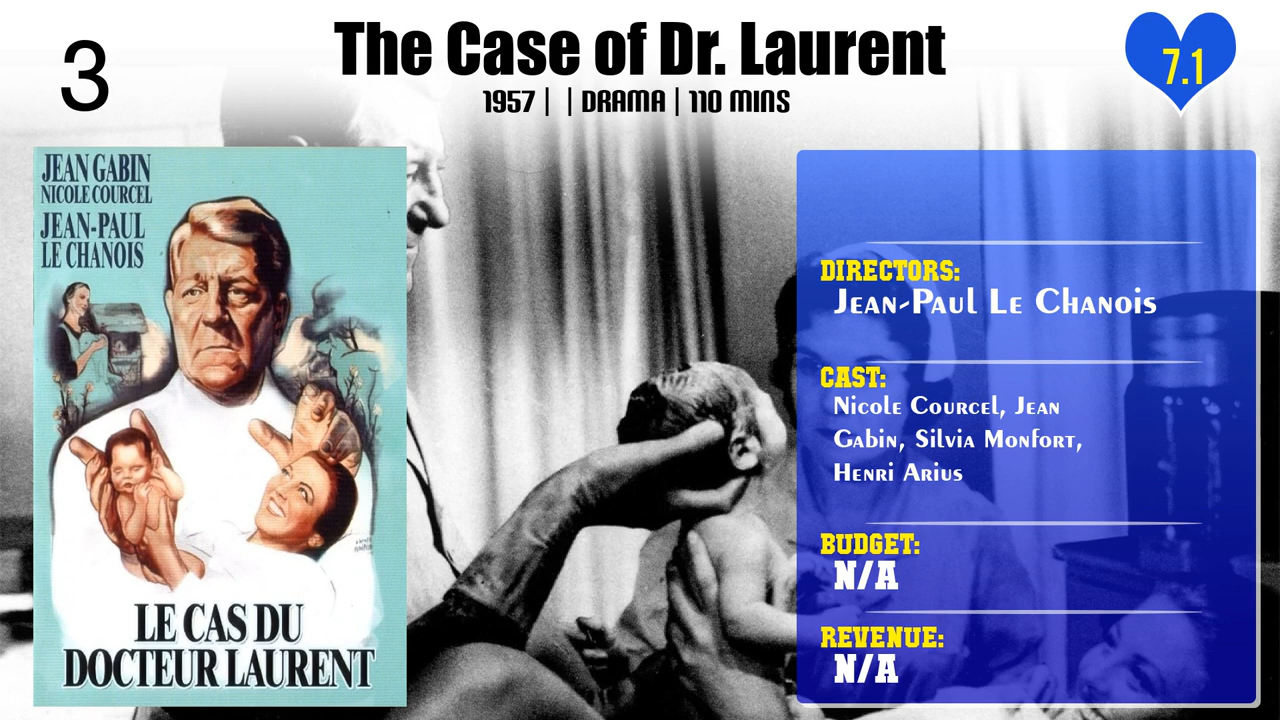 3
The Case of Dr. Laurent
7.1
1957 | | DRAMA | 110 MINS
JEAN GABIN
NICOLE COURCEL
JEAN-PAUL
LE CHANOIS
LE CAS DU
DOCTEUR LAURENT
DIRECTORS:
Jean-Paul Le Chanois
CAST:
Nicole Courcel, Jean
Gabin, Silvia Monfort,
Henri Arius
BUDGET:
N/A
REVENUE:
N/A